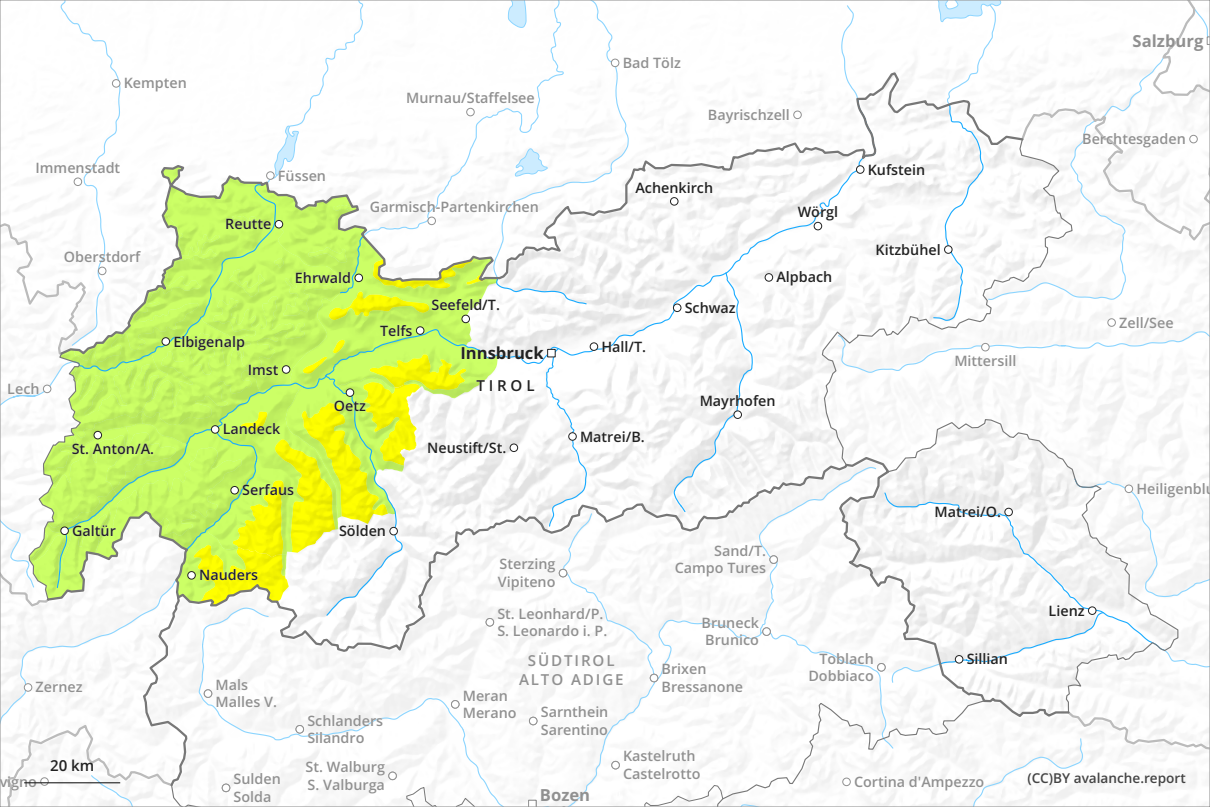 Salzburg
Bad Tölz
Kempten
Murnau/Staffelsee
Bayrischzell
Berchtesgaden
Immenstadt
Füssen
Kufstein
Achenkirch
Garmisch-Partenkirchen
Wörgl
Reutte
Kitzbühel
Oberstdorf
Ehrwald
Alpbach
Seefeld/T.
Schwaz
Telfs
Zell/See
Elbigenalp
Innsbruck
Hall/T.
Mittersill
Imst
TIROL
Lech
Oetz
Mayrhofen
Landeck
Matrei/B.
St. Anton/A.
Neustift/St.
Serfaus
Heiligenblu
Matrei/O.
Galtür
Sölden
Sand/T.
Campo Tures
Sterzing
Vipiteno
Nauders
Lienz
St. Leonhard/P.
S. Leonardo i. P.
Bruneck
Brunico
SÜDTIROL
ALTO ADIGE
Sillian
Toblach
Dobbiaco
Brixen
Bressanone
Zernez
Mals
Malles V.
Meran
Merano
Sarnthein
Sarentino
Schlanders
Silandro
Kastelruth
Castelrotto
20 km
St. Walburg
S. Valburga
Sulden
Solda
vigno
Cortina d'Ampezzo
(CC)BY avalanche.report
Bozen